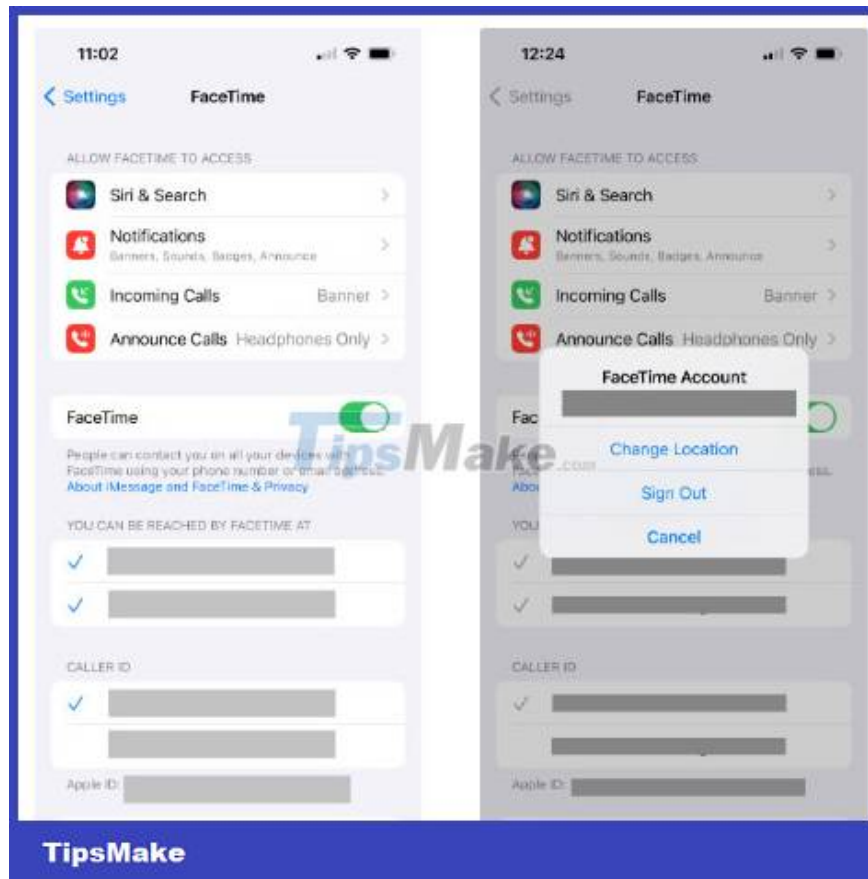 11:02
Settings
FaceTime
ALLOW FACETIME TO ACCESS
Siri & Search
Notifications
Banners, Sounds, Badges, Announce
Incoming Calls Banner
Announce Calls Headphones Only
FaceTime
People can contact you on all your devices with
FaceTime using your phone number or email address.
About iMessage and FaceTime & Privacy
YOU CAN BE REACHED BY FACETIME AT
CALLER ID
Apple ID:
12:24
Settings
FaceTime
ALLOW FACETIME TO ACCESS
Siri & Search
Notifications
Banners, Sounds, Badges, Announce
Incoming Calls Banner
Announce Calls Headphones Only
FaceTime Account
Change Location
Sign Out
Cancel
Fac
Abou
YOU
CALLER ID
Apple ID:
TipsMake.com
TipsMake